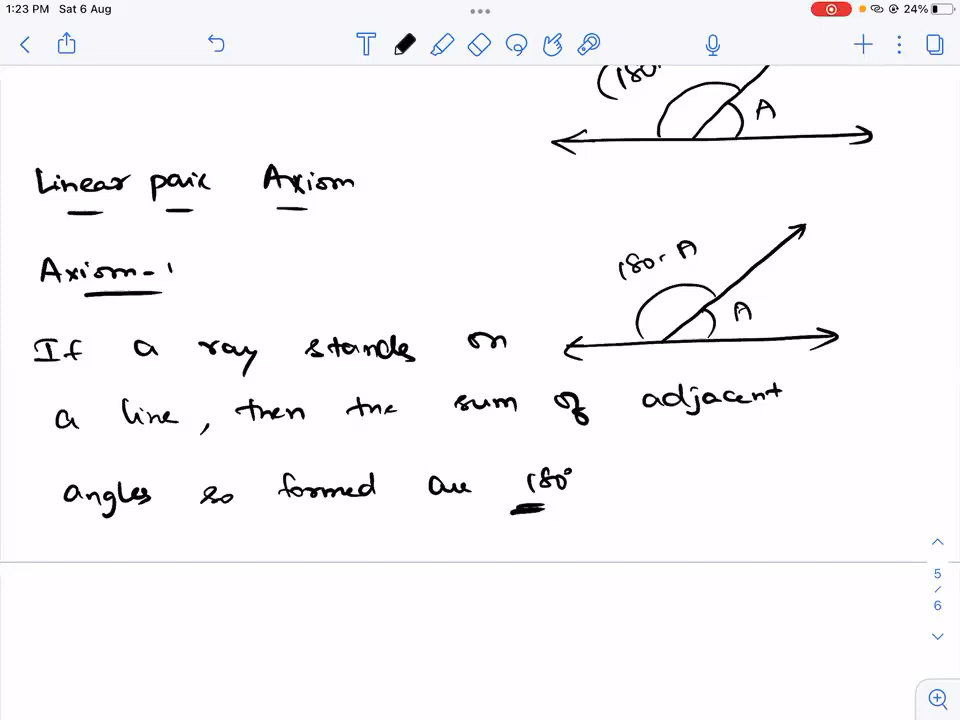 1:23 PM Sat 6 Aug
24%
T
(180-
A
Linear pair Axiom
180-A
Axiom-1
A
If a ray stands on
a line, then the sum of adjacent
angles so formed are 180°
5
/
6